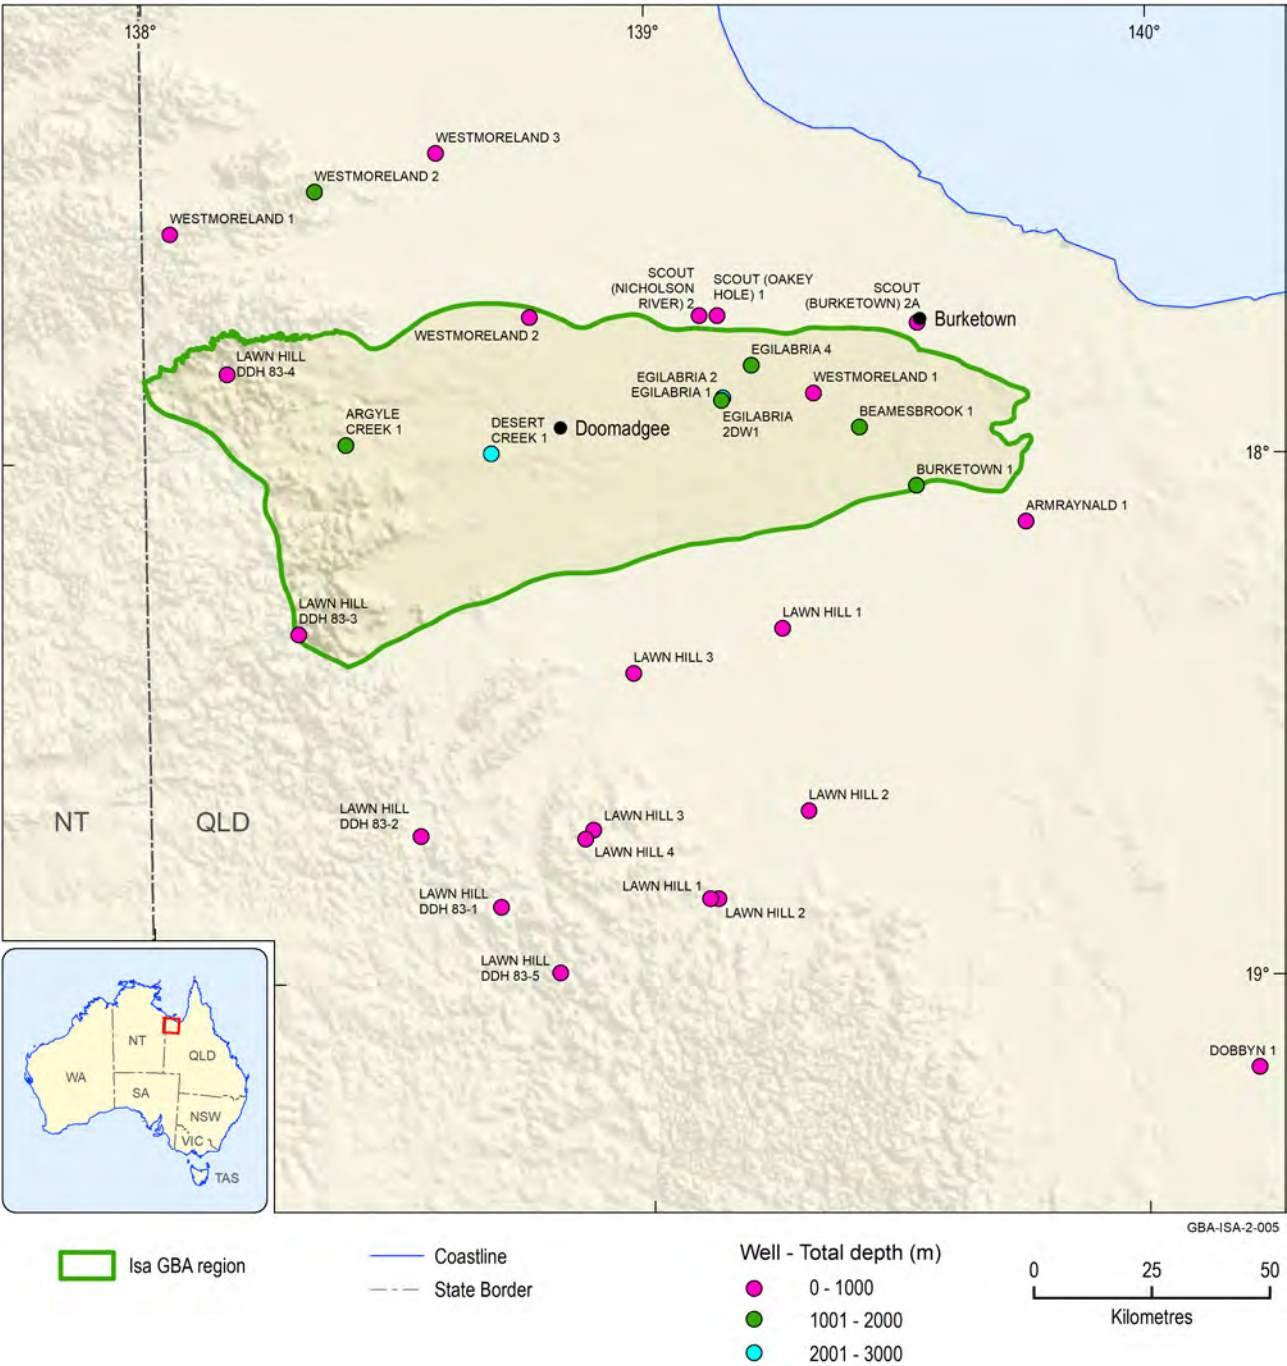 138°
139°
140°
WESTMORELAND 3
WESTMORELAND 2
WESTMORELAND 1
SCOUT
(NICHOLSON
RIVER) 2
SCOUT (OAKEY
HOLE) 1
SCOUT
(BURKETOWN) 2A
Burketown
WESTMORELAND 2
LAWN HILL
DDH 83-4
EGILABRIA 4
EGILABRIA 2
EGILABRIA 1
WESTMORELAND 1
ARGYLE
CREEK 1
DESERT
CREEK 1
Doomadgee
EGILABRIA
2DW1
BEAMESBROOK 1
18°
BURKETOWN 1
ARMRAYNALD 1
LAWN HILL
DDH 83-3
LAWN HILL 1
LAWN HILL 3
NT
QLD
LAWN HILL
DDH 83-2
LAWN HILL 3
LAWN HILL 4
LAWN HILL 2
LAWN HILL
DDH 83-1
LAWN HILL 1
LAWN HILL 2
LAWN HILL
DDH 83-5
19°
DOBBYN 1
NT
QLD
WA
SA
NSW
VIC
TAS
GBA-ISA-2-005
Isa GBA region
Coastline
State Border
Well - Total depth (m)
0 - 1000
1001 - 2000
2001 - 3000
0 25 50
Kilometres